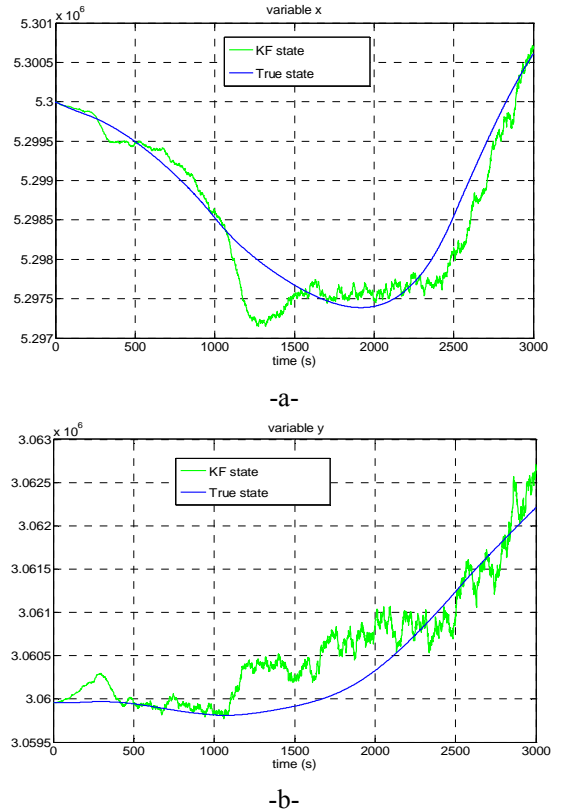 variable x
x 10^6
5.301
5.3005
5.3
5.2995
5.299
5.2985
5.298
5.2975
5.297
KF state
True state
0 500 1000 1500 2000 2500 3000
time (s)
-a-
variable y
x 10^6
3.063
3.0625
3.062
3.0615
3.061
3.0605
3.06
3.0595
KF state
True state
0 500 1000 1500 2000 2500 3000
time (s)
-b-